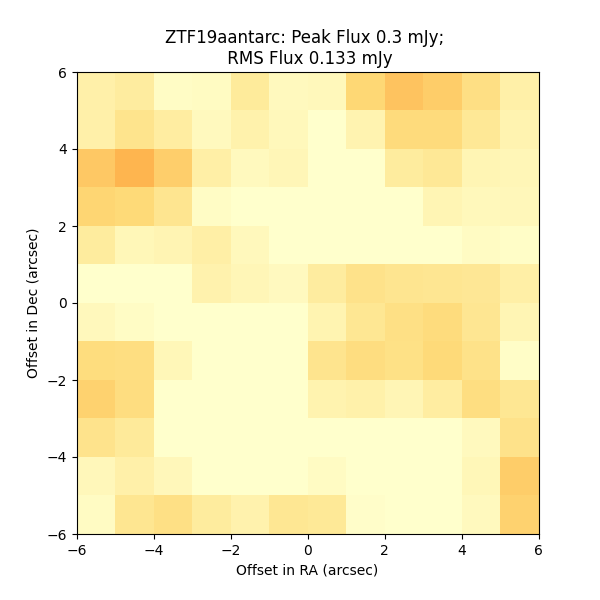 ZTF19aantarc: Peak Flux 0.3 mJy;
RMS Flux 0.133 mJy
6
4
2
0
−2
−4
−6
Offset in Dec (arcsec)
−6 −4 −2 0 2 4 6
Offset in RA (arcsec)